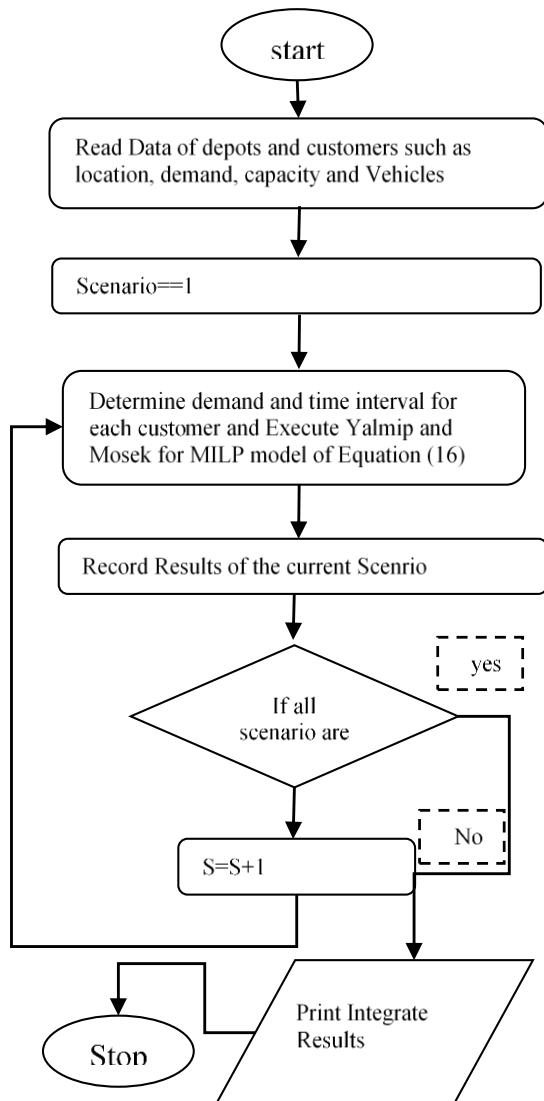 start
Read Data of depots and customers such as
location, demand, capacity and Vehicles
Scenario==1
Determine demand and time interval for
each customer and Execute Yalmip and
Mosek for MILP model of Equation (16)
Record Results of the current Scenrio
yes
If all
scenario are
No
S=S+1
Print Integrate
Results
Stop